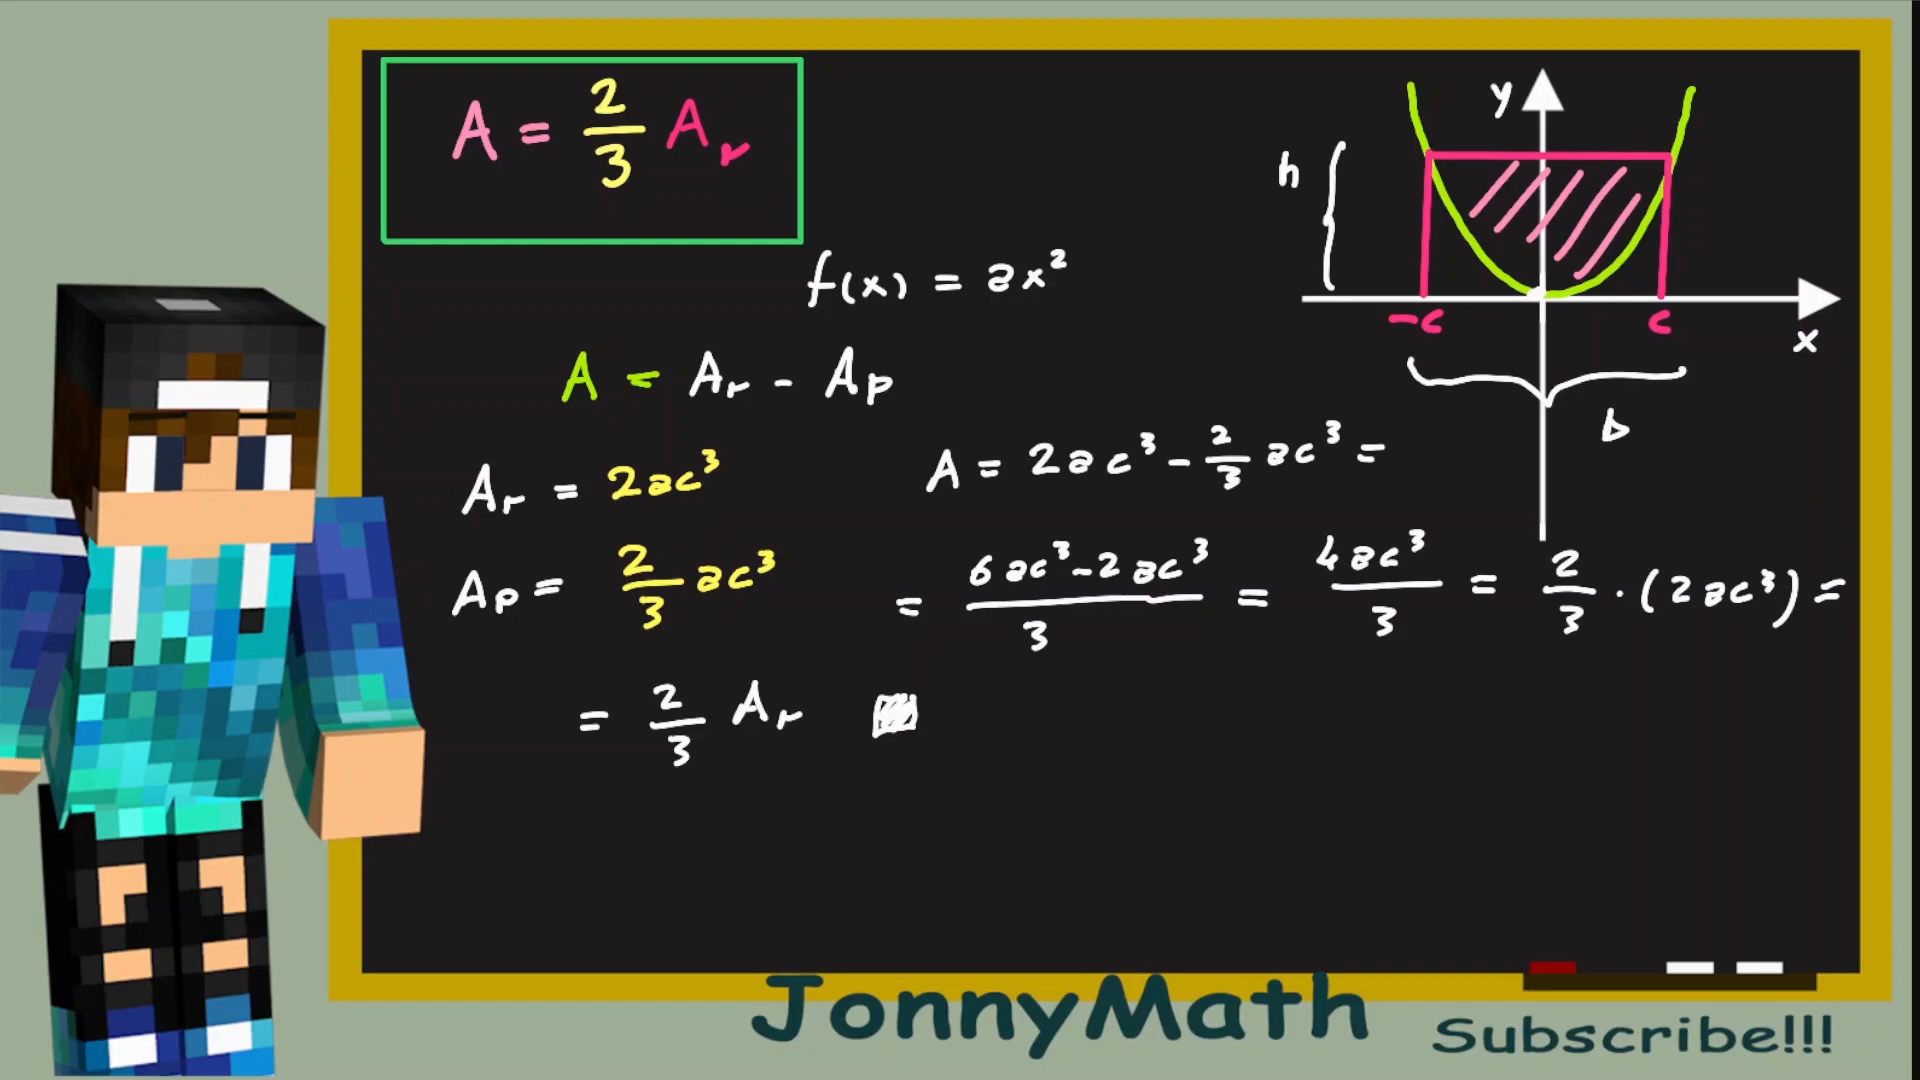 A = 2/3 Ar
y
h
f(x) = ax²
-c c
x
A = Ar - Ap
b
Ar = 2ac³
A = 2ac³ - 2/3 ac³ =
Ap = 2/3 ac³
= 6ac³-2ac³/3 = 4ac³/3 = 2/3 · (2ac³) =
= 2/3 Ar
JonnyMath
Subscribe!!!